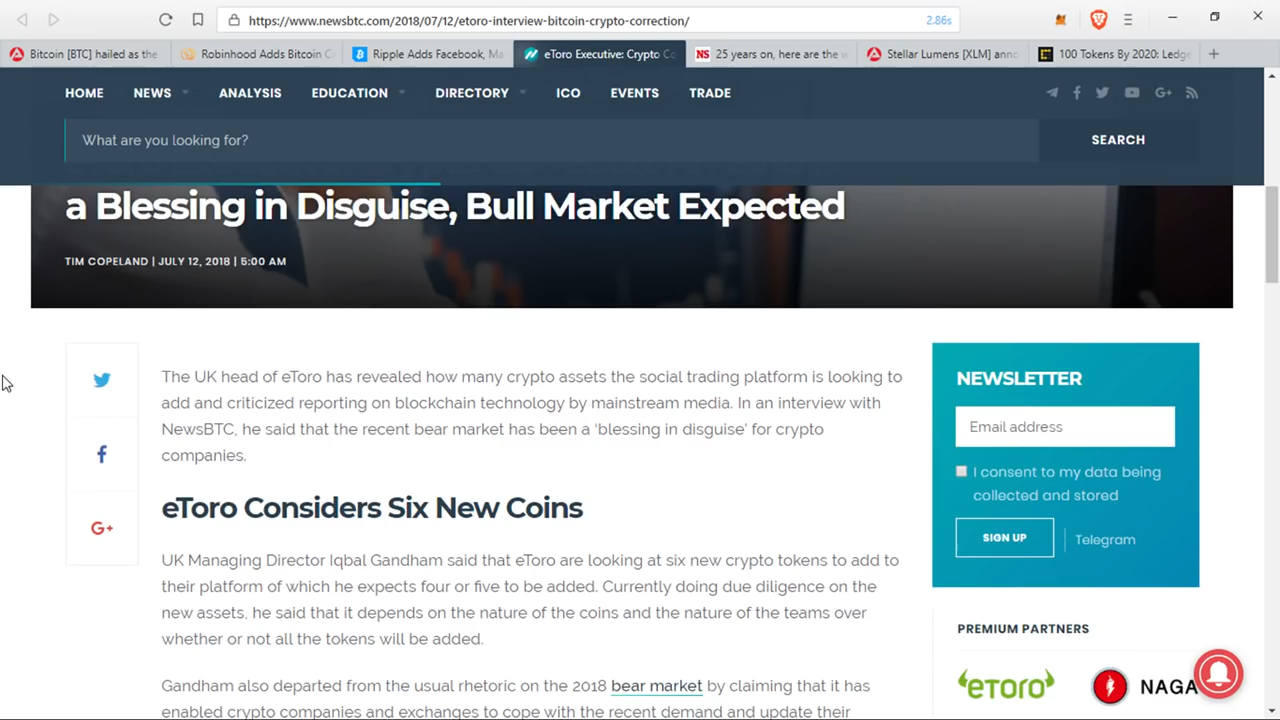 https://www.newsbtc.com/2018/07/12/etoro-interview-bitcoin-crypto-correction/
2.86s
Bitcoin [BTC] hailed as the
Robinhood Adds Bitcoin C
Ripple Adds Facebook, Ma
eToro Executive: Crypto Co
NS
25 years on, here are the w
Stellar Lumens [XLM] anno
100 Tokens By 2020: Ledge
HOME
NEWS
ANALYSIS
EDUCATION
DIRECTORY
ICO
EVENTS
TRADE
What are you looking for?
SEARCH
a Blessing in Disguise, Bull Market Expected
TIM COPELAND | JULY 12, 2018 | 5:00 AM
The UK head of eToro has revealed how many crypto assets the social trading platform is looking to
add and criticized reporting on blockchain technology by mainstream media. In an interview with
NewsBTC, he said that the recent bear market has been a ‘blessing in disguise’ for crypto
companies.
eToro Considers Six New Coins
UK Managing Director Iqbal Gandham said that eToro are looking at six new crypto tokens to add to
their platform of which he expects four or five to be added. Currently doing due diligence on the
new assets, he said that it depends on the nature of the coins and the nature of the teams over
whether or not all the tokens will be added.
Gandham also departed from the usual rhetoric on the 2018 bear market by claiming that it has
enabled crypto companies and exchanges to cope with the recent demand and update their
NEWSLETTER
Email address
I consent to my data being
collected and stored
SIGN UP
Telegram
PREMIUM PARTNERS
eToro
NAGA